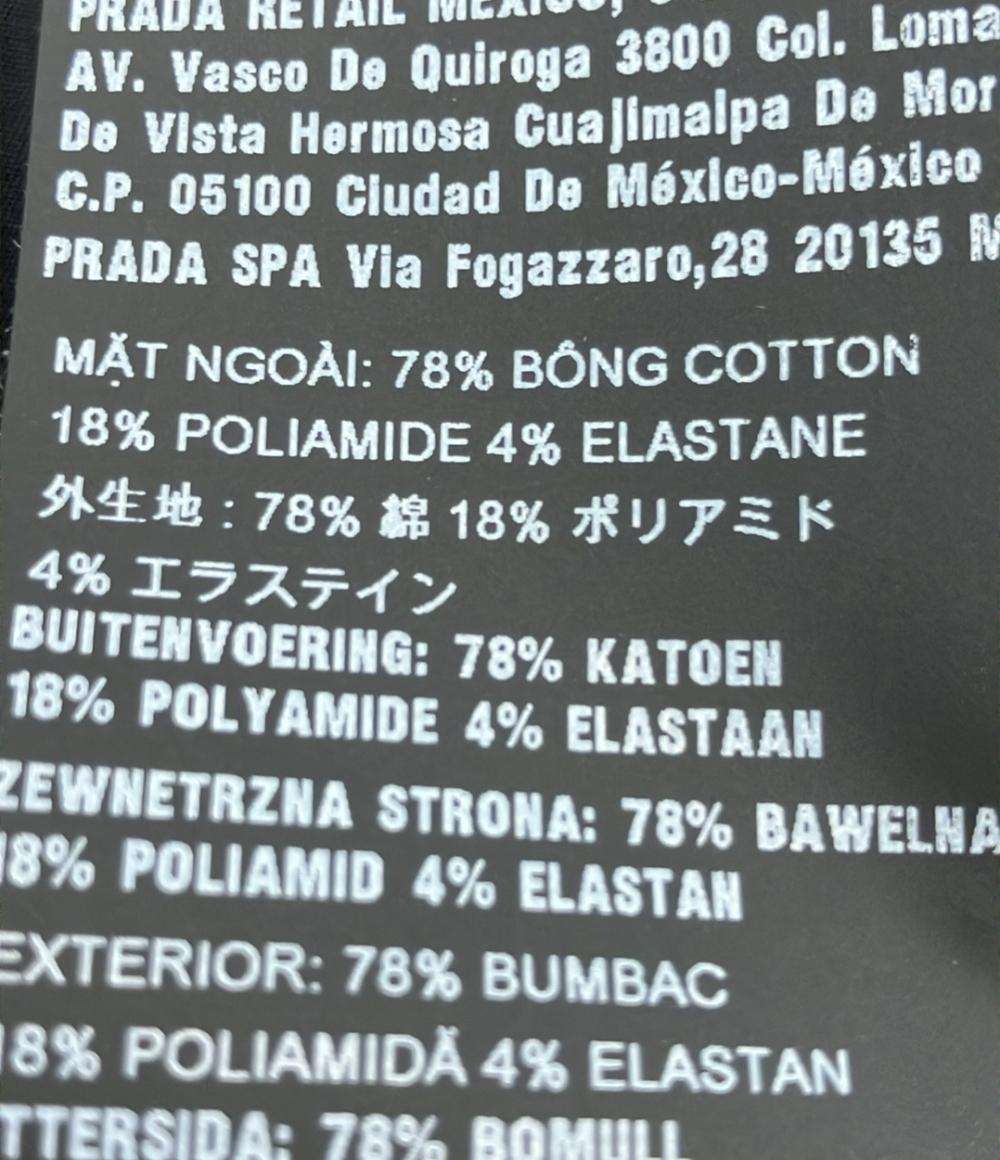 PRADA RETAIL MEXICO,
AV. Vasco De Quiroga 3800 Col. Loma
De Vista Hermosa Cuajimalpa De Mor
C.P. 05100 Ciudad De México-México
PRADA SPA Via Fogazzaro,28 20135 M
MẶT NGOÀI: 78% BÔNG COTTON
18% POLIAMIDE 4% ELASTANE
外生地 : 78% 綿 18% ポリアミド
4% エラステイン
BUITENVOERING: 78% KATOEN
18% POLYAMIDE 4% ELASTAAN
ZEWNETRZNA STRONA: 78% BAWELNA
18% POLIAMID 4% ELASTAN
EXTERIOR: 78% BUMBAC
18% POLIAMIDĂ 4% ELASTAN
TTERSIDA: 78% BOMULL